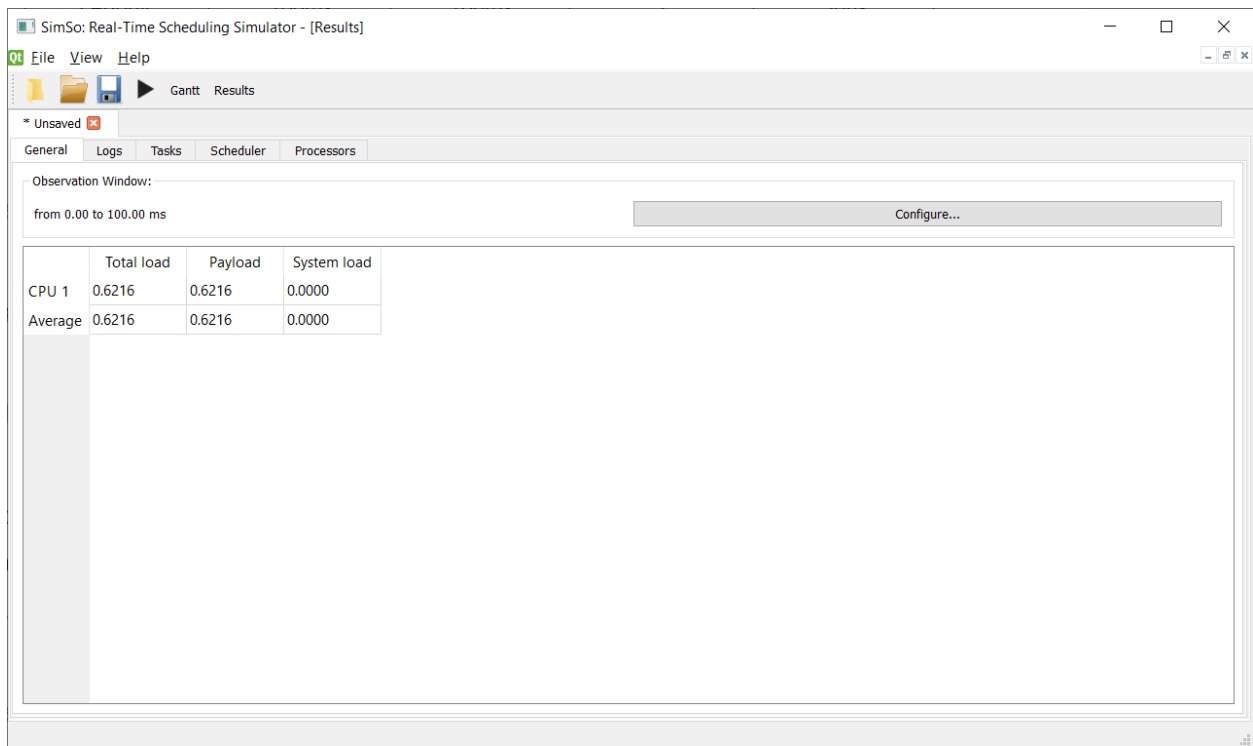 SimSo: Real-Time Scheduling Simulator - [Results]
Qt File View Help
Gantt Results
* Unsaved
General Logs Tasks Scheduler Processors
Observation Window:
from 0.00 to 100.00 ms Configure...
Total load Payload System load
CPU 1 0.6216 0.6216 0.0000
Average 0.6216 0.6216 0.0000